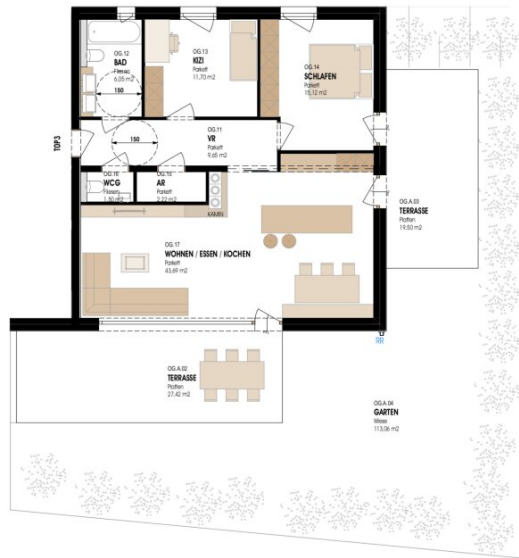 OG.12
BAD
Fliesen
6,05 m2
150
OG.13
KIZI
Parkett
11,70 m2
OG.14
SCHLAFEN
Parkett
15,12 m2
TOP3
150
OG.11
VR
Parkett
9,65 m2
OG.16
WCG
Fliesen
1,50 m2
OG.15
AR
Parkett
2,22 m2
KAMIN
OG.A.03
TERRASSE
Platten
19,50 m2
OG.17
WOHNEN / ESSEN / KOCHEN
Parkett
43,69 m2
RR
OG.A.02
TERRASSE
Platten
27,42 m2
OG.A.04
GARTEN
Wiese
113,06 m2